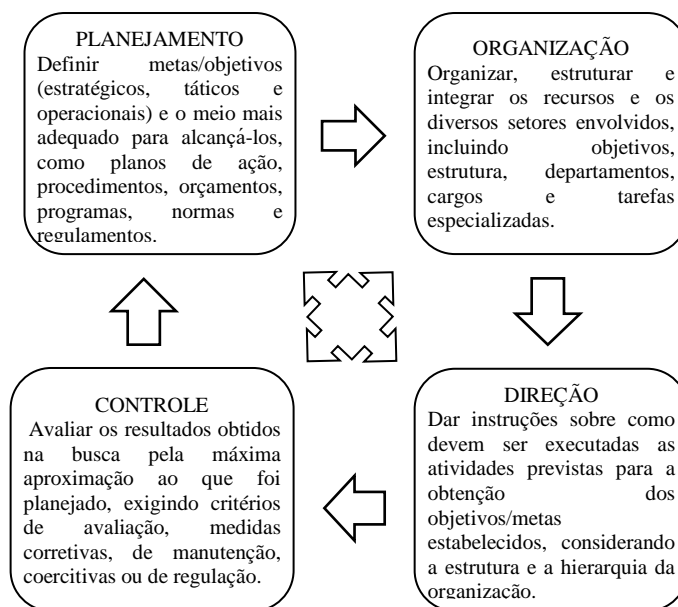 PLANEJAMENTO
Definir metas/objetivos
(estratégicos, táticos e
operacionais) e o meio mais
adequado para alcançá-los,
como planos de ação,
procedimentos, orçamentos,
programas, normas e
regulamentos.
ORGANIZAÇÃO
Organizar, estruturar e
integrar os recursos e os
diversos setores envolvidos,
incluindo objetivos,
estrutura, departamentos,
cargos e tarefas
especializadas.
CONTROLE
Avaliar os resultados obtidos
na busca pela máxima
aproximação ao que foi
planejado, exigindo critérios
de avaliação, medidas
corretivas, de manutenção,
coercitivas ou de regulação.
DIREÇÃO
Dar instruções sobre como
devem ser executadas as
atividades previstas para a
obtenção dos
objetivos/metas
estabelecidos, considerando
a estrutura e a hierarquia da
organização.